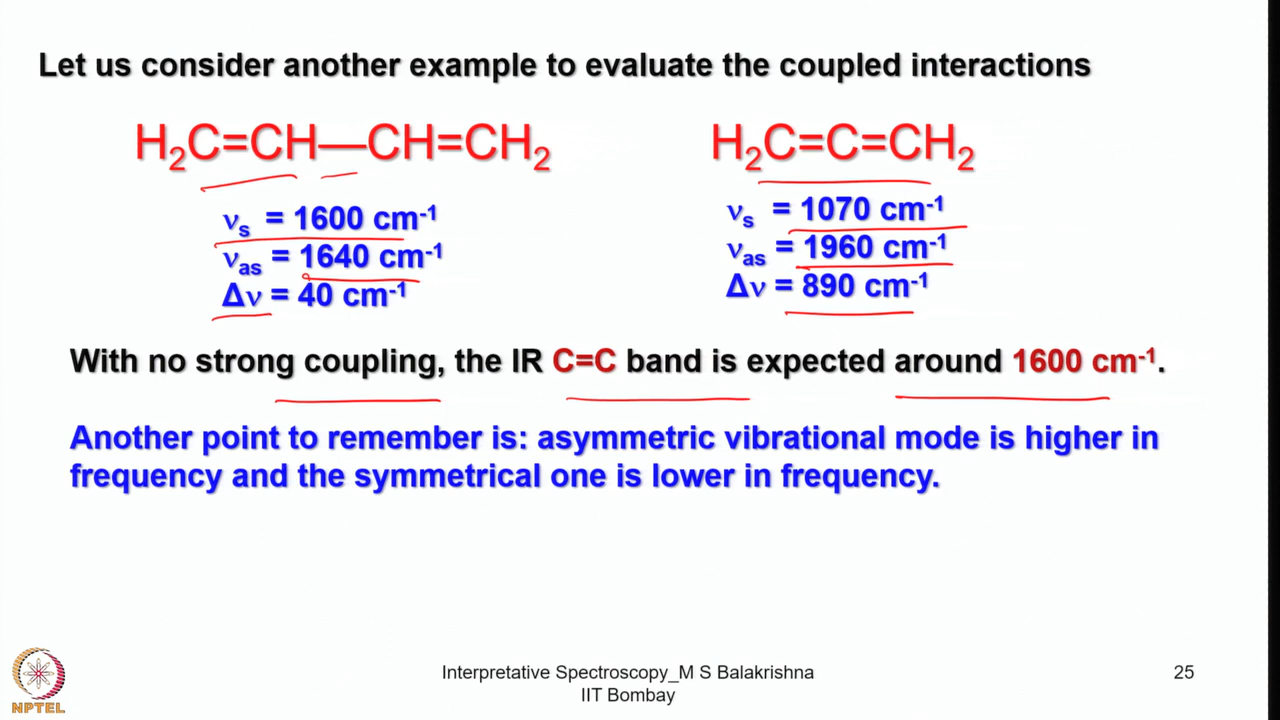 Let us consider another example to evaluate the coupled interactions
H₂C=CH—CH=CH₂
H₂C=C=CH₂
νs = 1600 cm⁻¹
νas = 1640 cm⁻¹
Δν = 40 cm⁻¹
νs = 1070 cm⁻¹
νas = 1960 cm⁻¹
Δν = 890 cm⁻¹
With no strong coupling, the IR C=C band is expected around 1600 cm⁻¹.
Another point to remember is: asymmetric vibrational mode is higher in
frequency and the symmetrical one is lower in frequency.
NPTEL
Interpretative Spectroscopy_M S Balakrishna
IIT Bombay
25